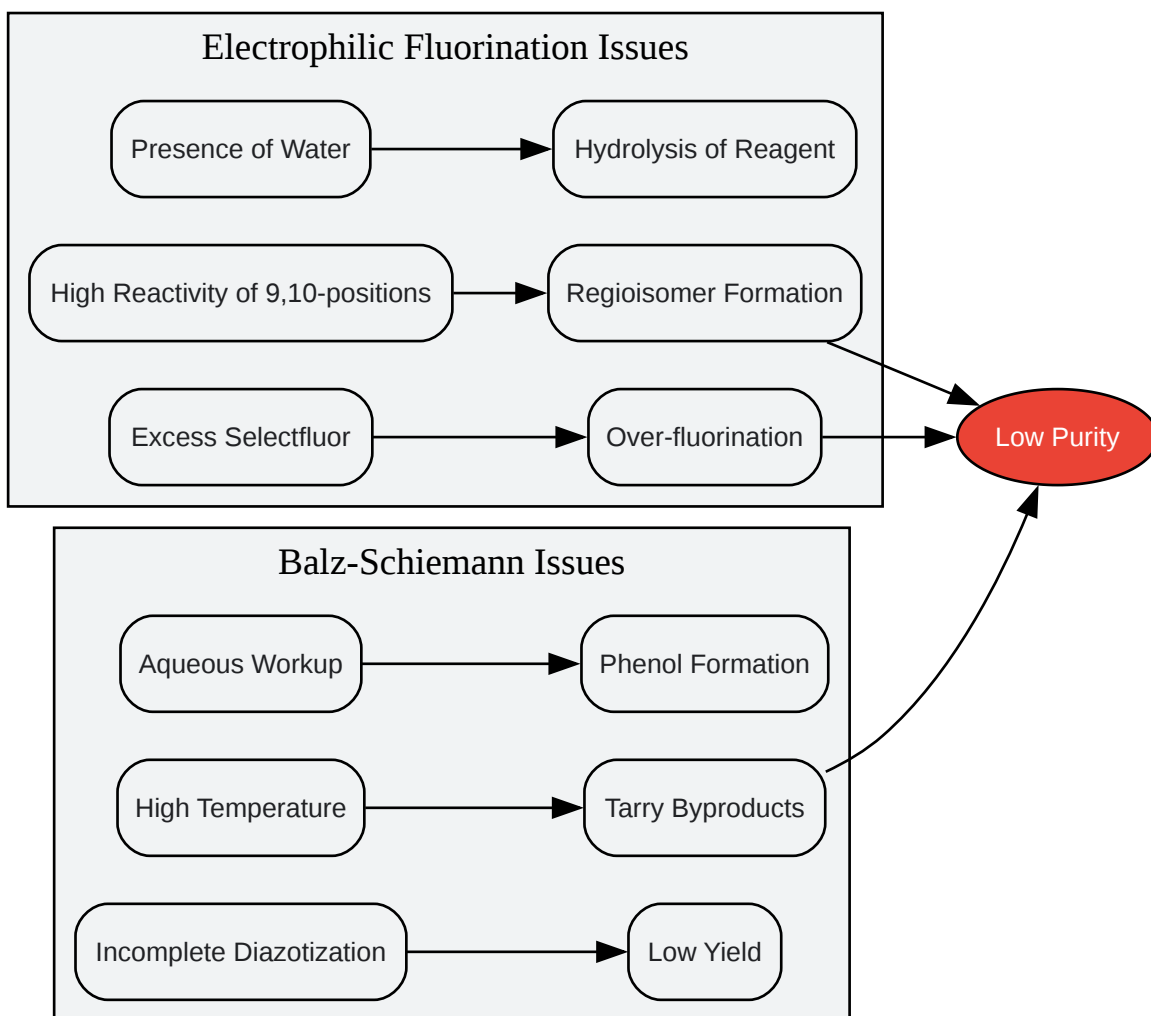 Electrophilic Fluorination Issues
Presence of Water
Hydrolysis of Reagent
High Reactivity of 9,10-positions
Regioisomer Formation
Excess Selectfluor
Over-fluorination
Low Purity
Balz-Schiemann Issues
Aqueous Workup
Phenol Formation
High Temperature
Tarry Byproducts
Incomplete Diazotization
Low Yield